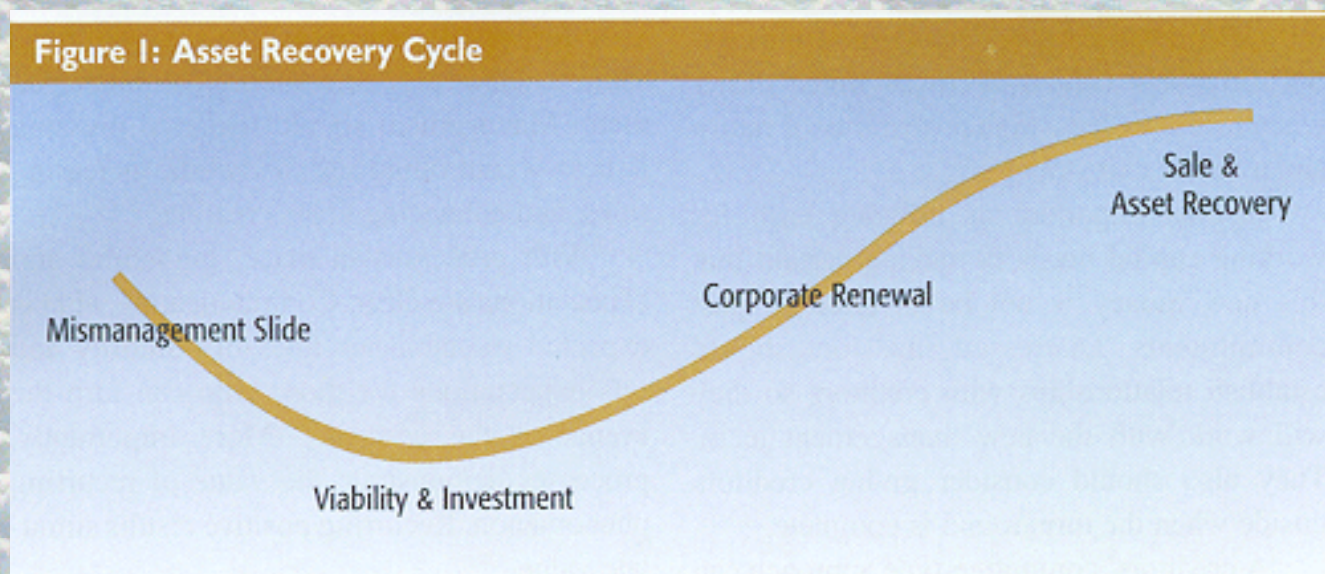 Figure 1: Asset Recovery Cycle
Sale &
Asset Recovery
Corporate Renewal
Mismanagement Slide
Viability & Investment